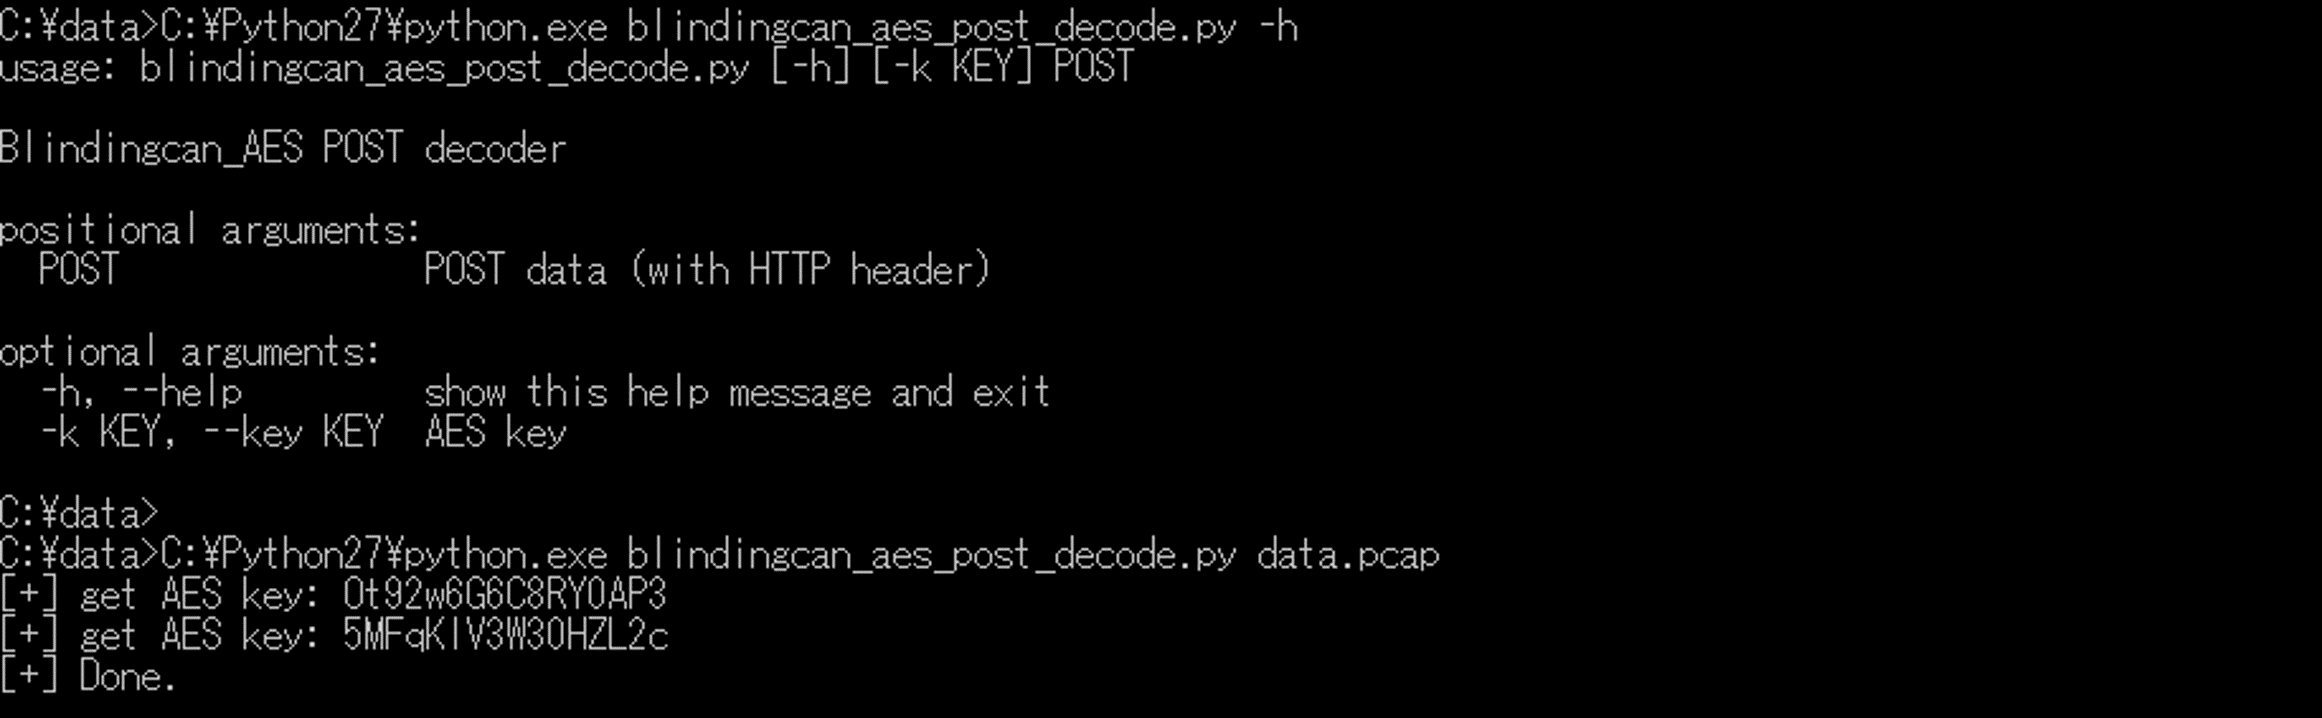 C:¥data>C:¥Python27¥python.exe blindingcan_aes_post_decode.py -h
usage: blindingcan_aes_post_decode.py [-h] [-k KEY] POST
Blindingcan_AES POST decoder
positional arguments:
  POST                POST data (with HTTP header)
optional arguments:
  -h, --help          show this help message and exit
  -k KEY, --key KEY  AES key
C:¥data>
C:¥data>C:¥Python27¥python.exe blindingcan_aes_post_decode.py data.pcap
[+] get AES key: Ot92w6G6C8RYOAP3
[+] get AES key: 5MFqKlV3W3OHZL2c
[+] Done.